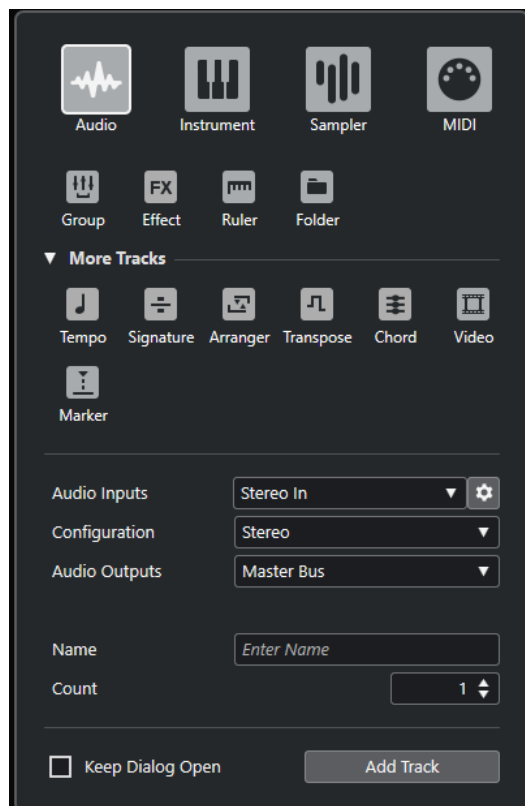 Audio Instrument Sampler MIDI
FX
Group Effect Ruler Folder
More Tracks
Tempo Signature Arranger Transpose Chord Video
Marker
Audio Inputs Stereo In
Configuration Stereo
Audio Outputs Master Bus
Name Enter Name
Count 1
Keep Dialog Open Add Track